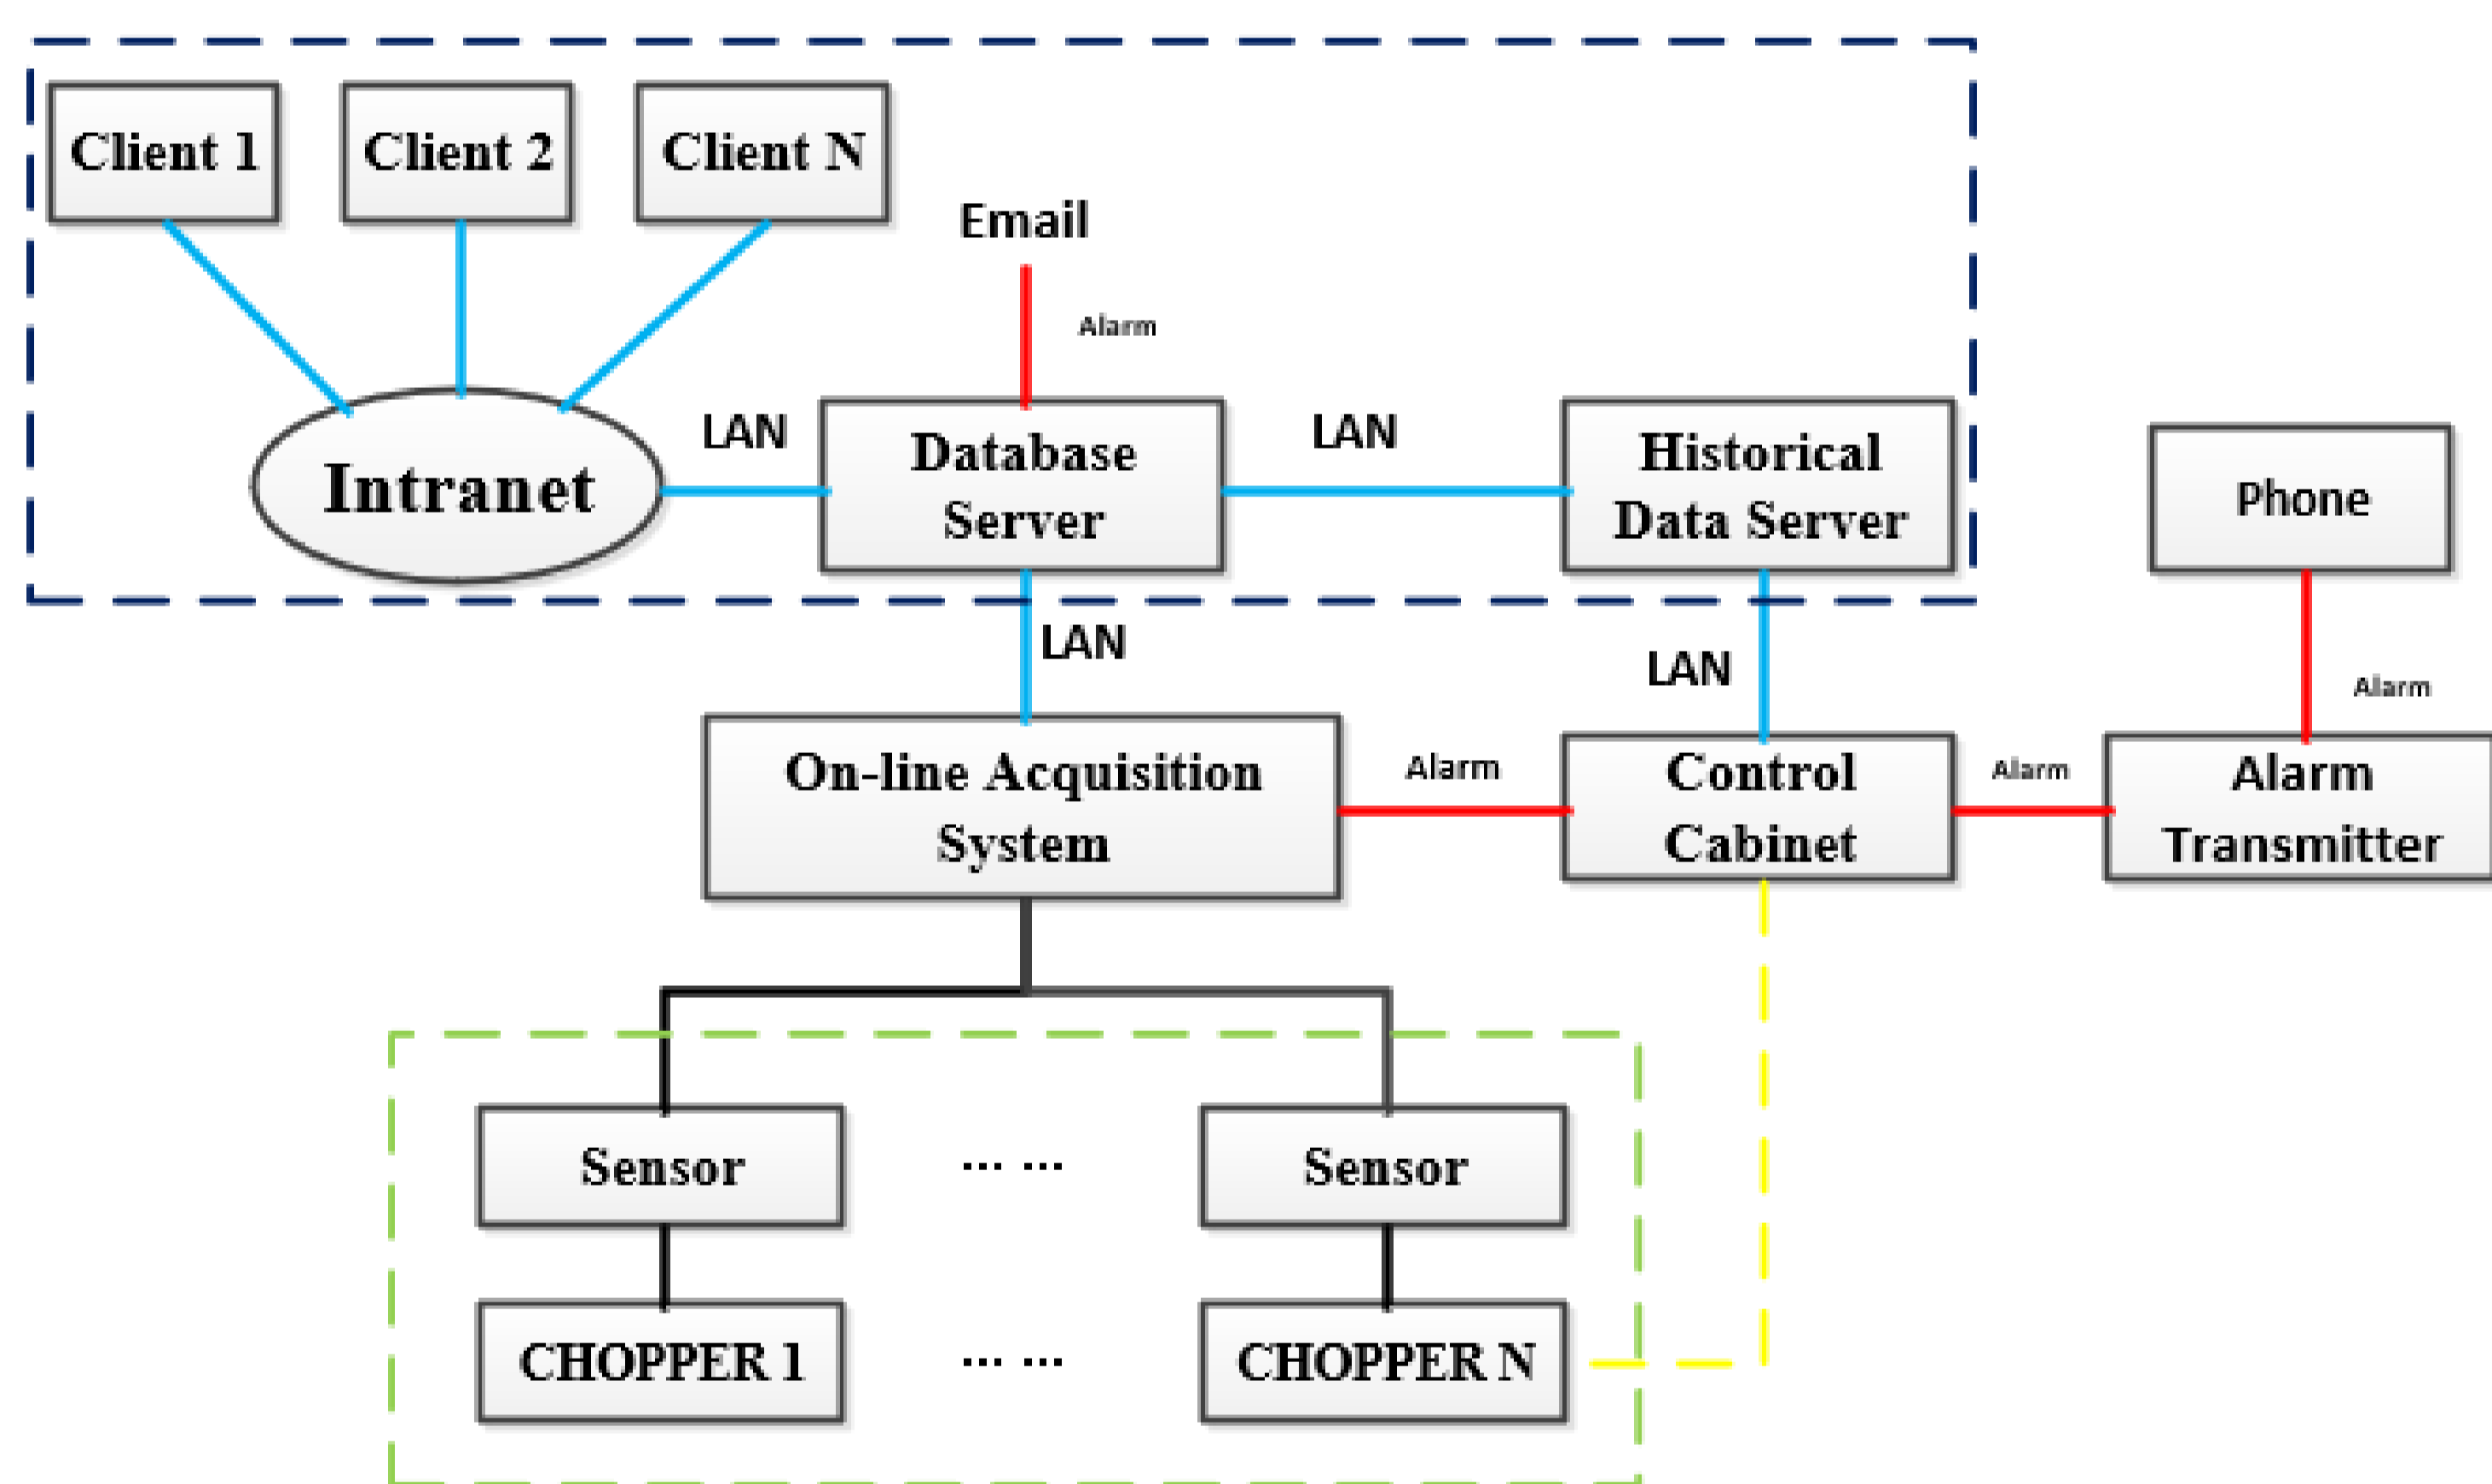 Client 1
Client 2
Client N
Email
Alarm
Intranet
LAN
Database
Server
LAN
Historical
Data Server
Phone
LAN
LAN
Alarm
On-line Acquisition
System
Alarm
Control
Cabinet
Alarm
Alarm
Transmitter
Sensor
... ...
Sensor
CHOPPER 1
... ...
CHOPPER N